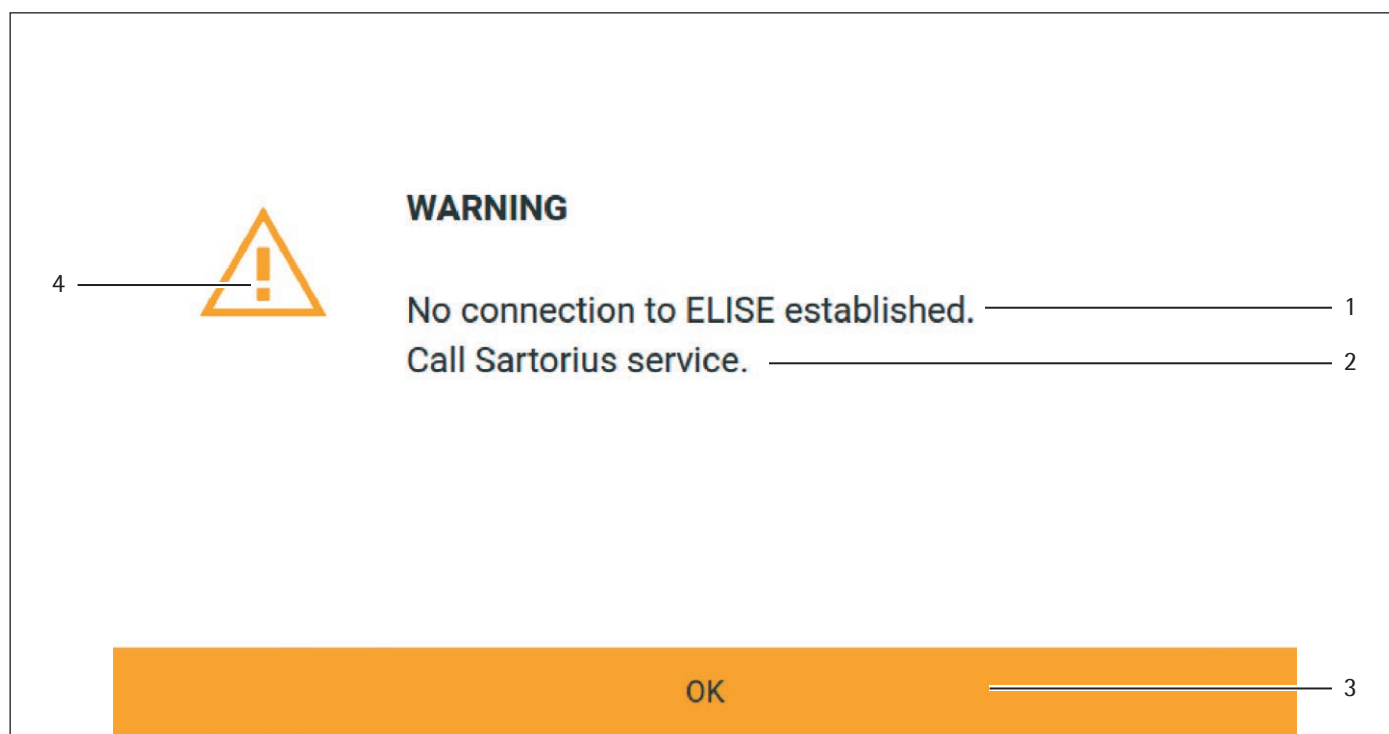 WARNING
4
No connection to ELISE established.
1
Call Sartorius service.
2
OK
3